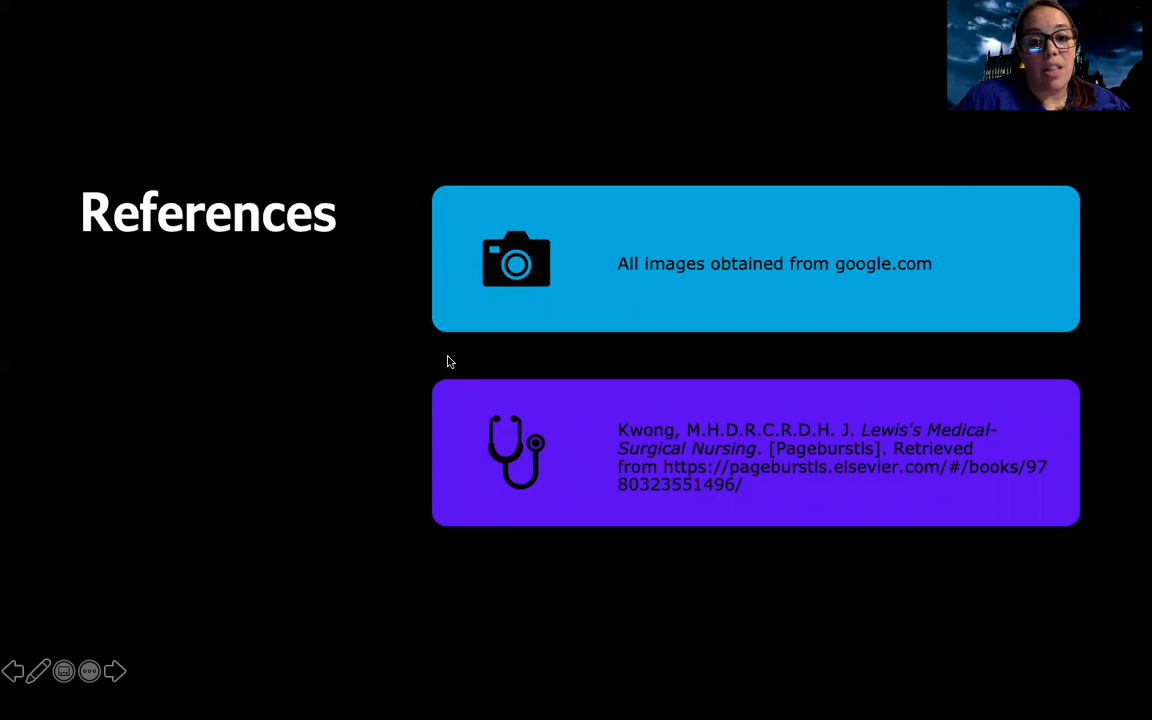 References
All images obtained from google.com
Kwong, M.H.D.R.C.R.D.H. J. Lewis's Medical-
Surgical Nursing. [Pageburstls]. Retrieved
from https://pageburstls.elsevier.com/#/books/97
80323551496/